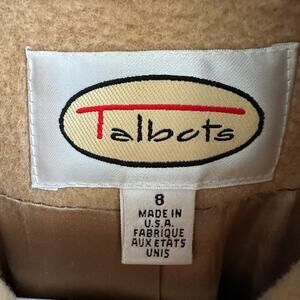 Talbots
8
MADE IN
U.S.A.
FABRIQUE
AUX ETATS
UNIS